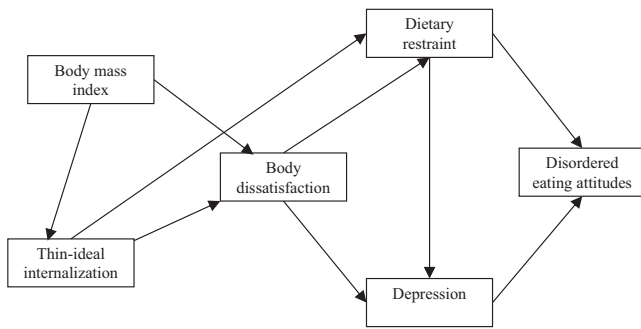 Dietary
restraint
Body mass
index
Body
dissatisfaction
Disordered
eating attitudes
Thin-ideal
internalization
Depression